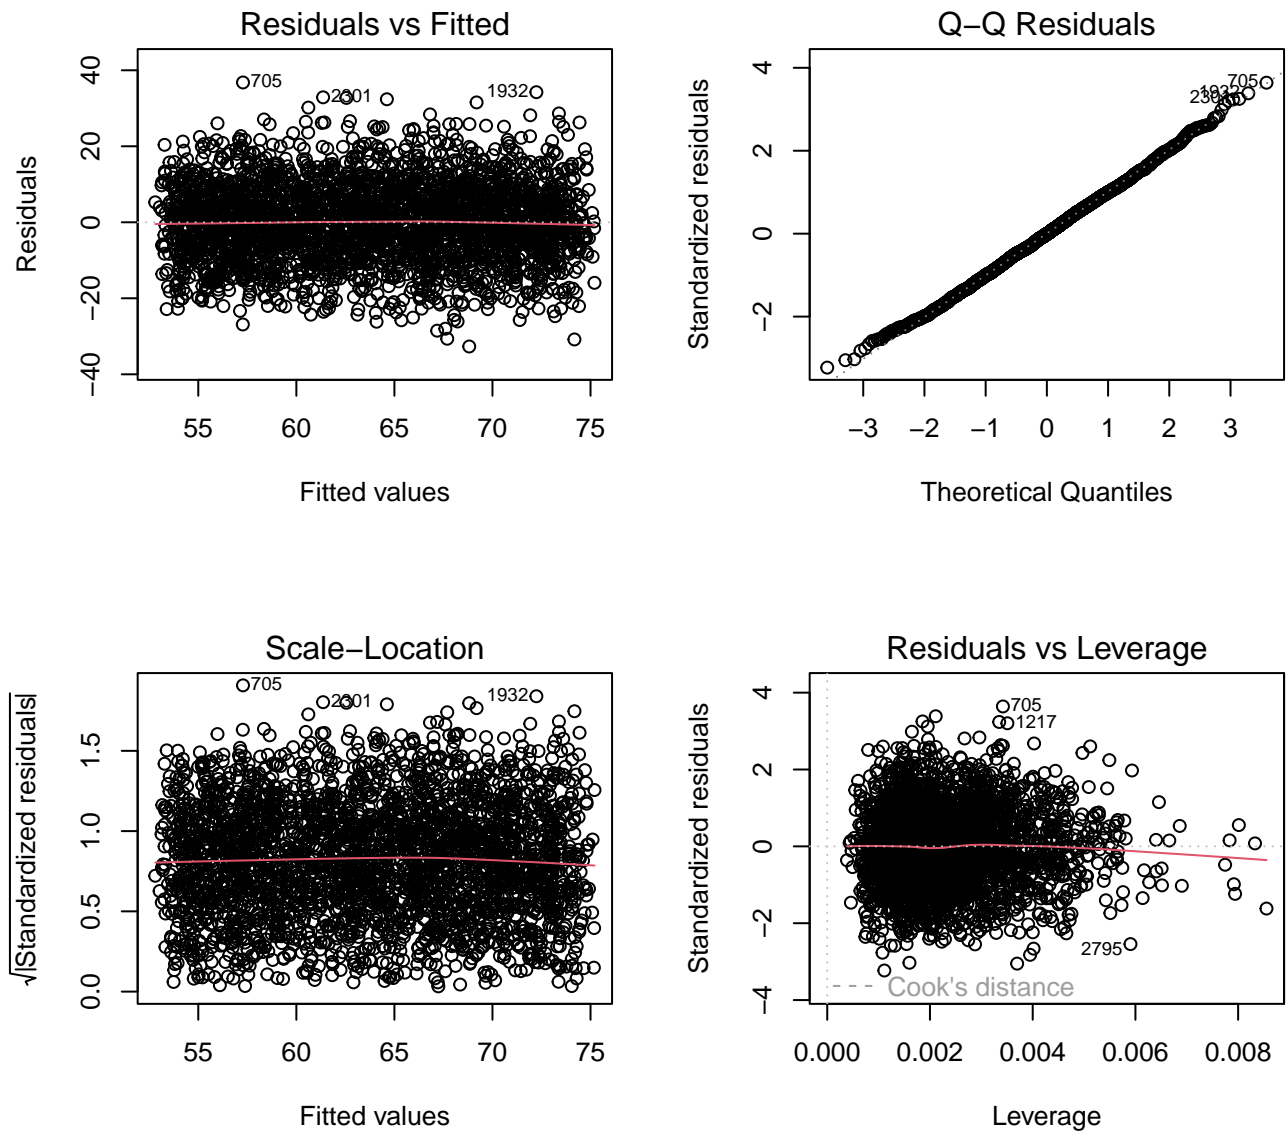 Residuals vs Fitted
Residuals
40
20
0
−20
−40
705
2301
1932
55 60 65 70 75
Fitted values
Q−Q Residuals
Standardized residuals
4
2
0
−2
705
1932
2301
−3 −2 −1 0 1 2 3
Theoretical Quantiles
Scale−Location
√|Standardized residuals|
1.5
1.0
0.5
0.0
705
2301
1932
55 60 65 70 75
Fitted values
Residuals vs Leverage
Standardized residuals
4
2
0
−2
−4
705
1217
2795
Cook's distance
0.000 0.002 0.004 0.006 0.008
Leverage